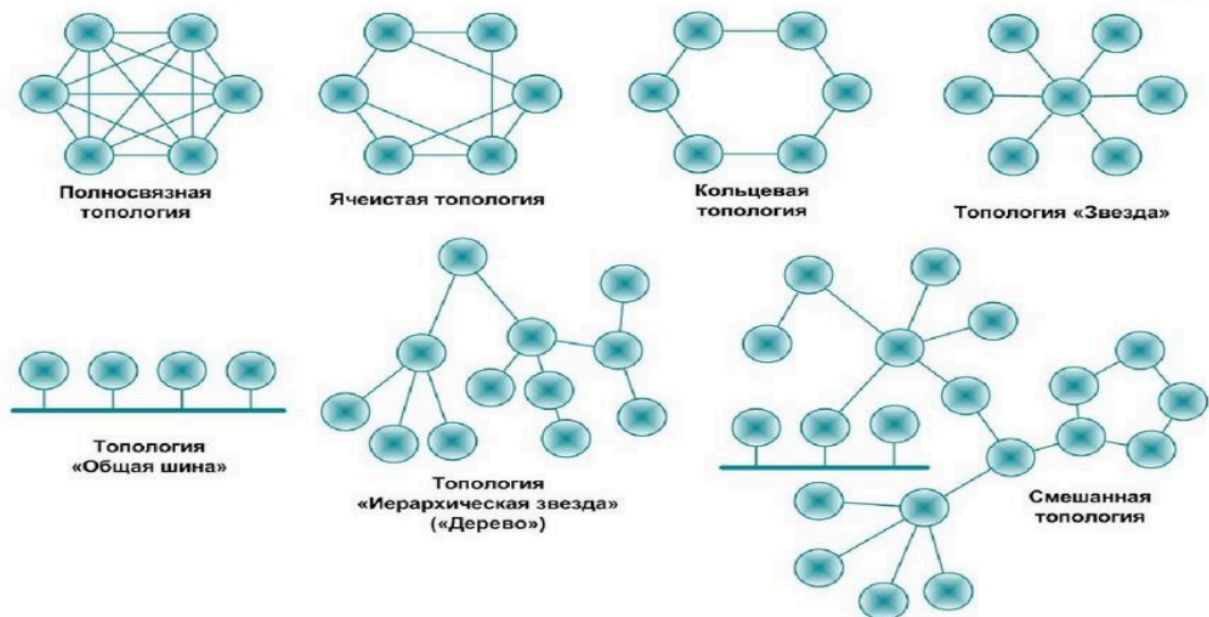 Полносвязная
топология
Ячеистая топология
Кольцевая
топология
Топология «Звезда»
Топология
«Общая шина»
Топология
«Иерархическая звезда»
(«Дерево»)
Смешанная
топология